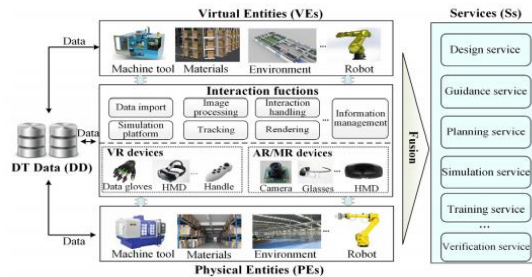 Virtual Entities (VEs)
Services (Ss)
Data
Machine tool
Materials
Environment
...
Robot
Design service
Interaction fuctions
Data import
Image processing
Interaction handling
...
Information management
Simulation platform
Tracking
Rendering
Guidance service
Planning service
Data
DT Data (DD)
VR devices
AR/MR devices
Data gloves
HMD
Handle
Camera
Glasses
HMD
Fusion
Simulation service
Training service
...
Verification service
Data
Machine tool
Materials
Environment
...
Robot
Physical Entities (PEs)